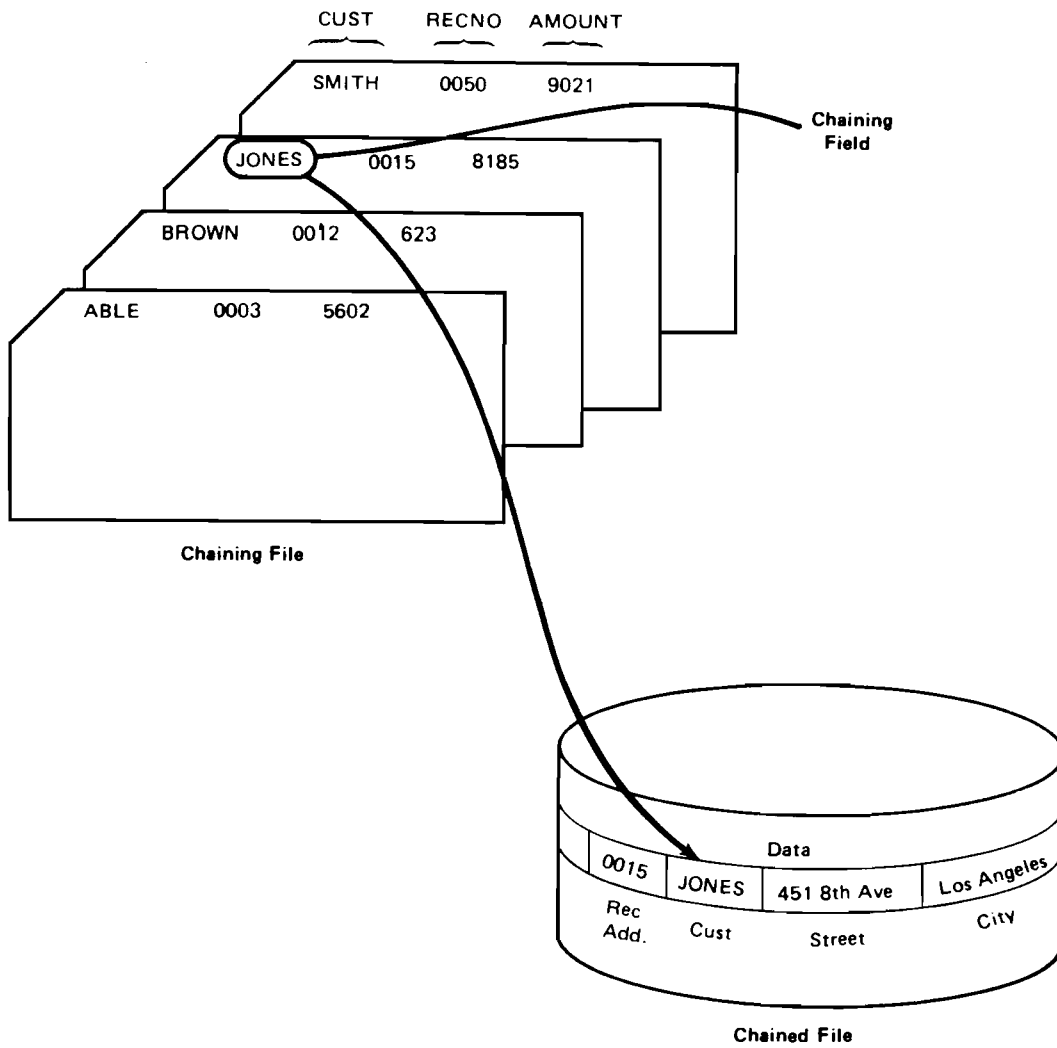 CUST RECNO AMOUNT
SMITH 0050 9021
Chaining
Field
JONES 0015 8185
BROWN 0012 623
ABLE 0003 5602
Chaining File
Data
0015 JONES 451 8th Ave Los Angeles
Rec
Add. Cust Street City
Chained File